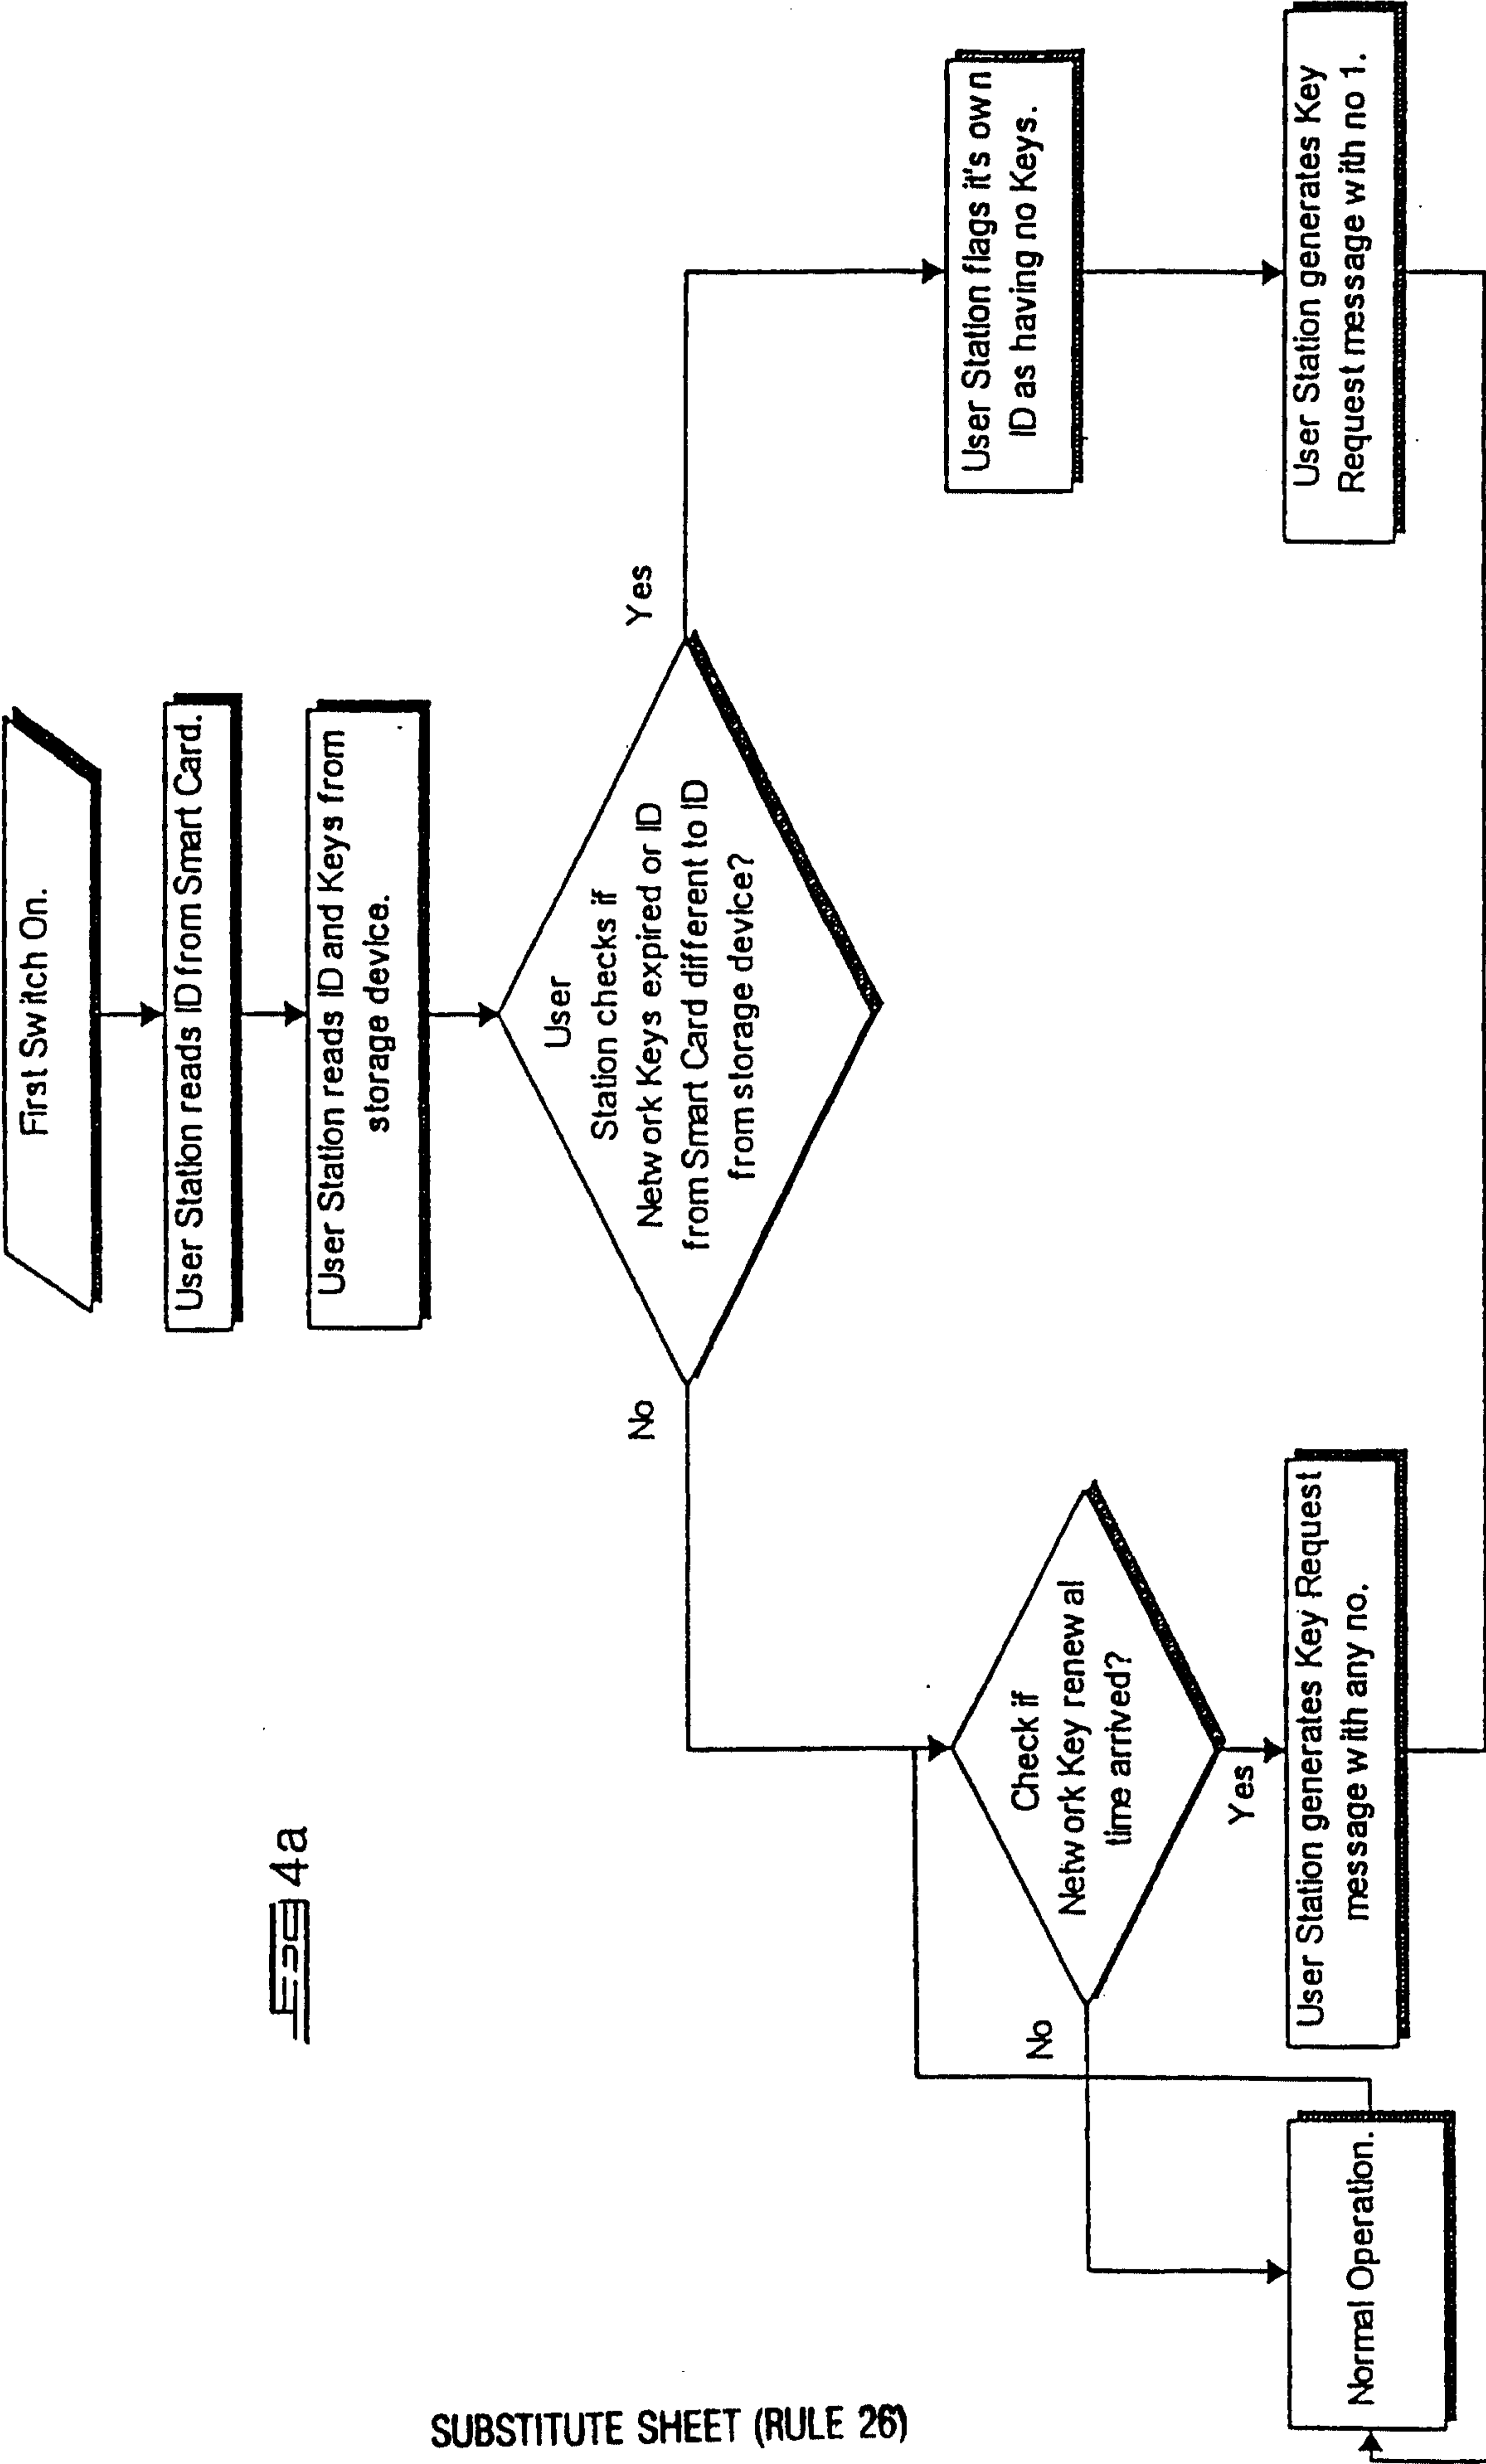 First Switch On.
User Station reads ID from Smart Card.
User Station reads ID and Keys from
storage device.
User
Station checks if
Network Keys expired or ID
from Smart Card different to ID
from storage device?
No
Yes
Check if
Network Key renewal
time arrived?
No
Yes
User Station flags it's own
ID as having no Keys.
User Station generates Key Request
message with any no.
User Station generates Key
Request message with no 1.
Normal Operation.
4a
SUBSTITUTE SHEET (RULE 26)